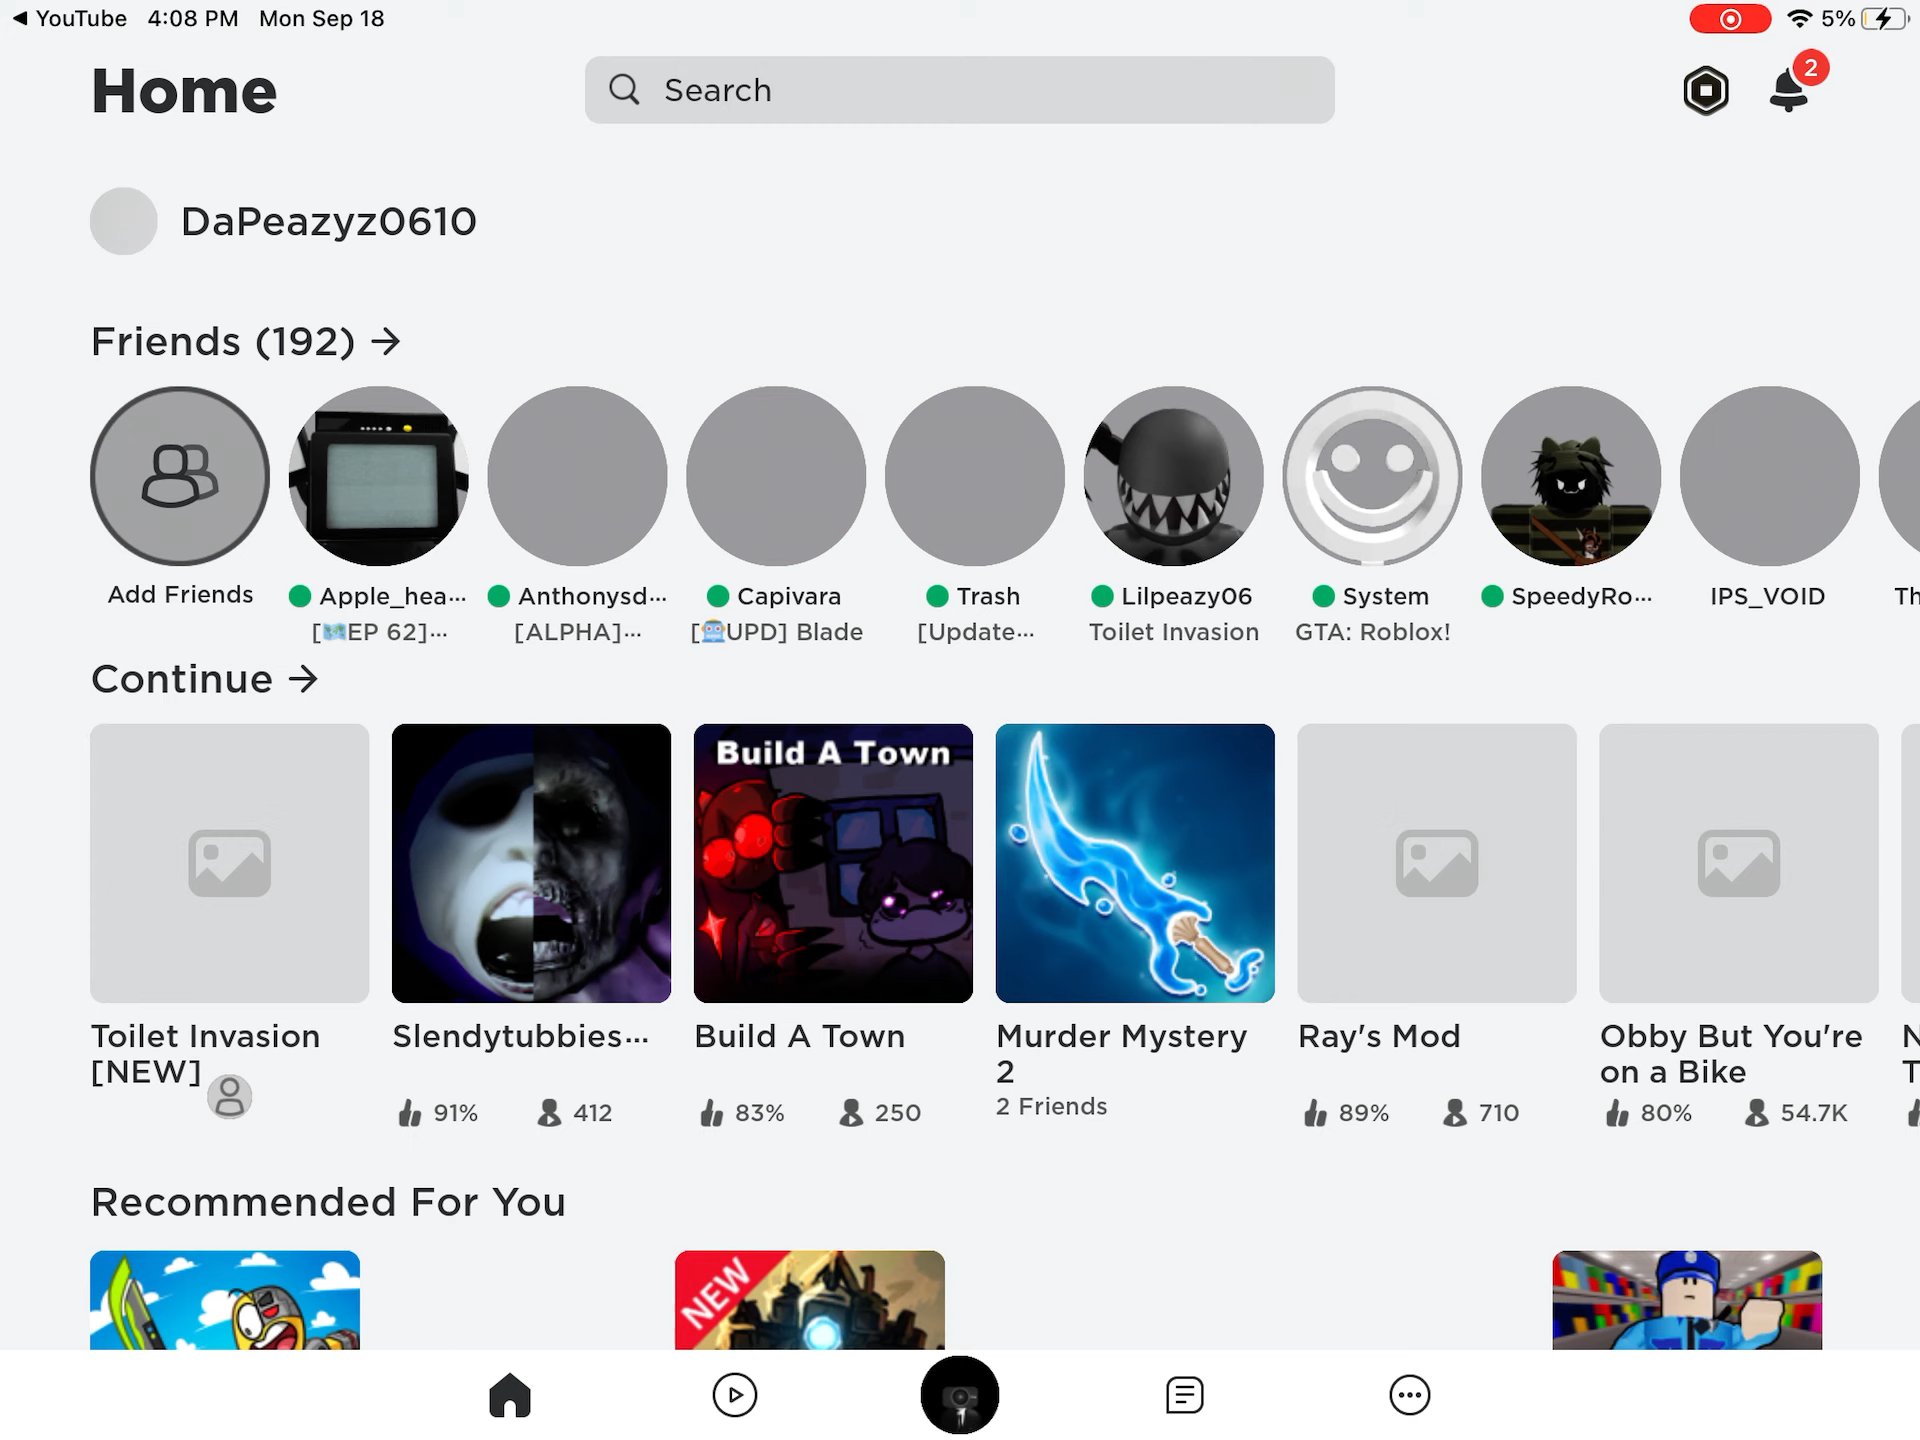 YouTube 4:08 PM Mon Sep 18 5%
Home
Search
2
DaPeazyz0610
Friends (192)
Add Friends
Apple_hea...
[EP 62]...
Anthonysd...
[ALPHA]...
Capivara
[UPD] Blade
Trash
[Update...
Lilpeazy06
Toilet Invasion
System
GTA: Roblox!
SpeedyRo...
IPS_VOID
Th
Continue
Build A Town
Toilet Invasion
[NEW]
Slendytubbies...
91% 412
Build A Town
83% 250
Murder Mystery
2
2 Friends
Ray's Mod
89% 710
Obby But You're
on a Bike
80% 54.7K
N
T
Recommended For You
NEW